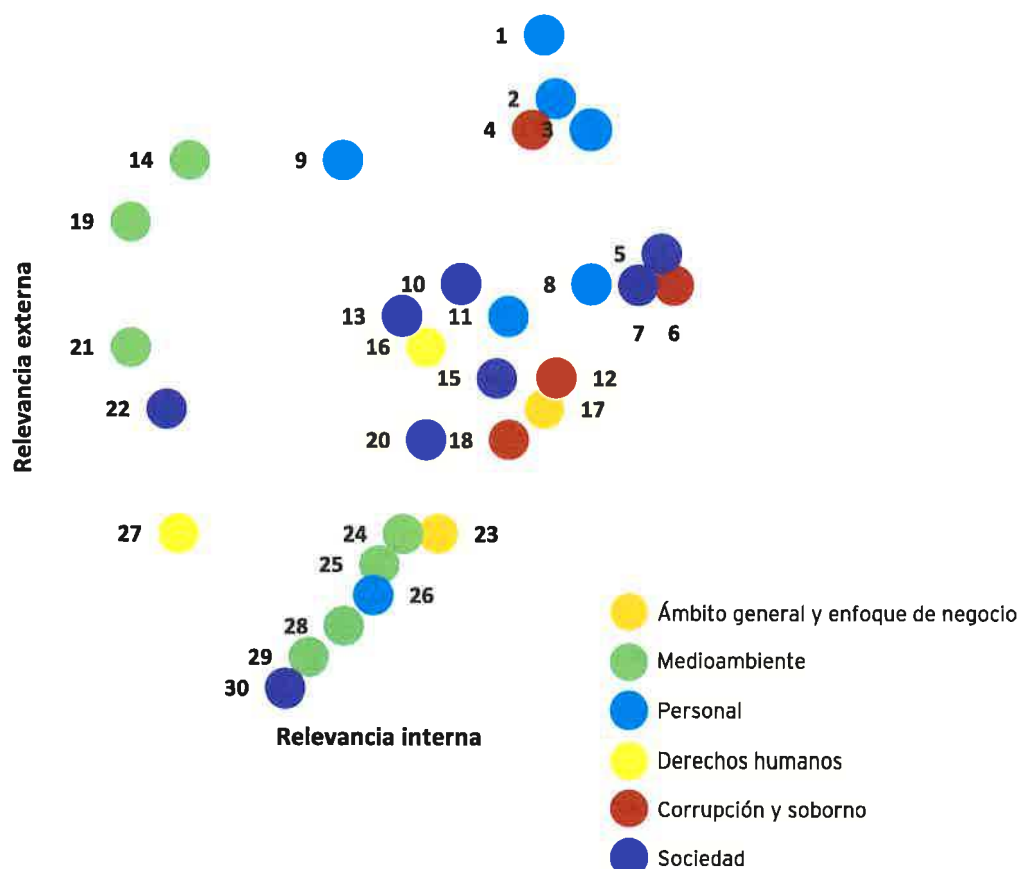 1
2
4 3
14 9
19
5
10 8
13 11
7 6
16
21
15 12
22 17
20 18
Relevancia externa
27 24 23
25
26
28
29
30
Relevancia interna
Ámbito general y enfoque de negocio
Medioambiente
Personal
Derechos humanos
Corrupción y soborno
Sociedad